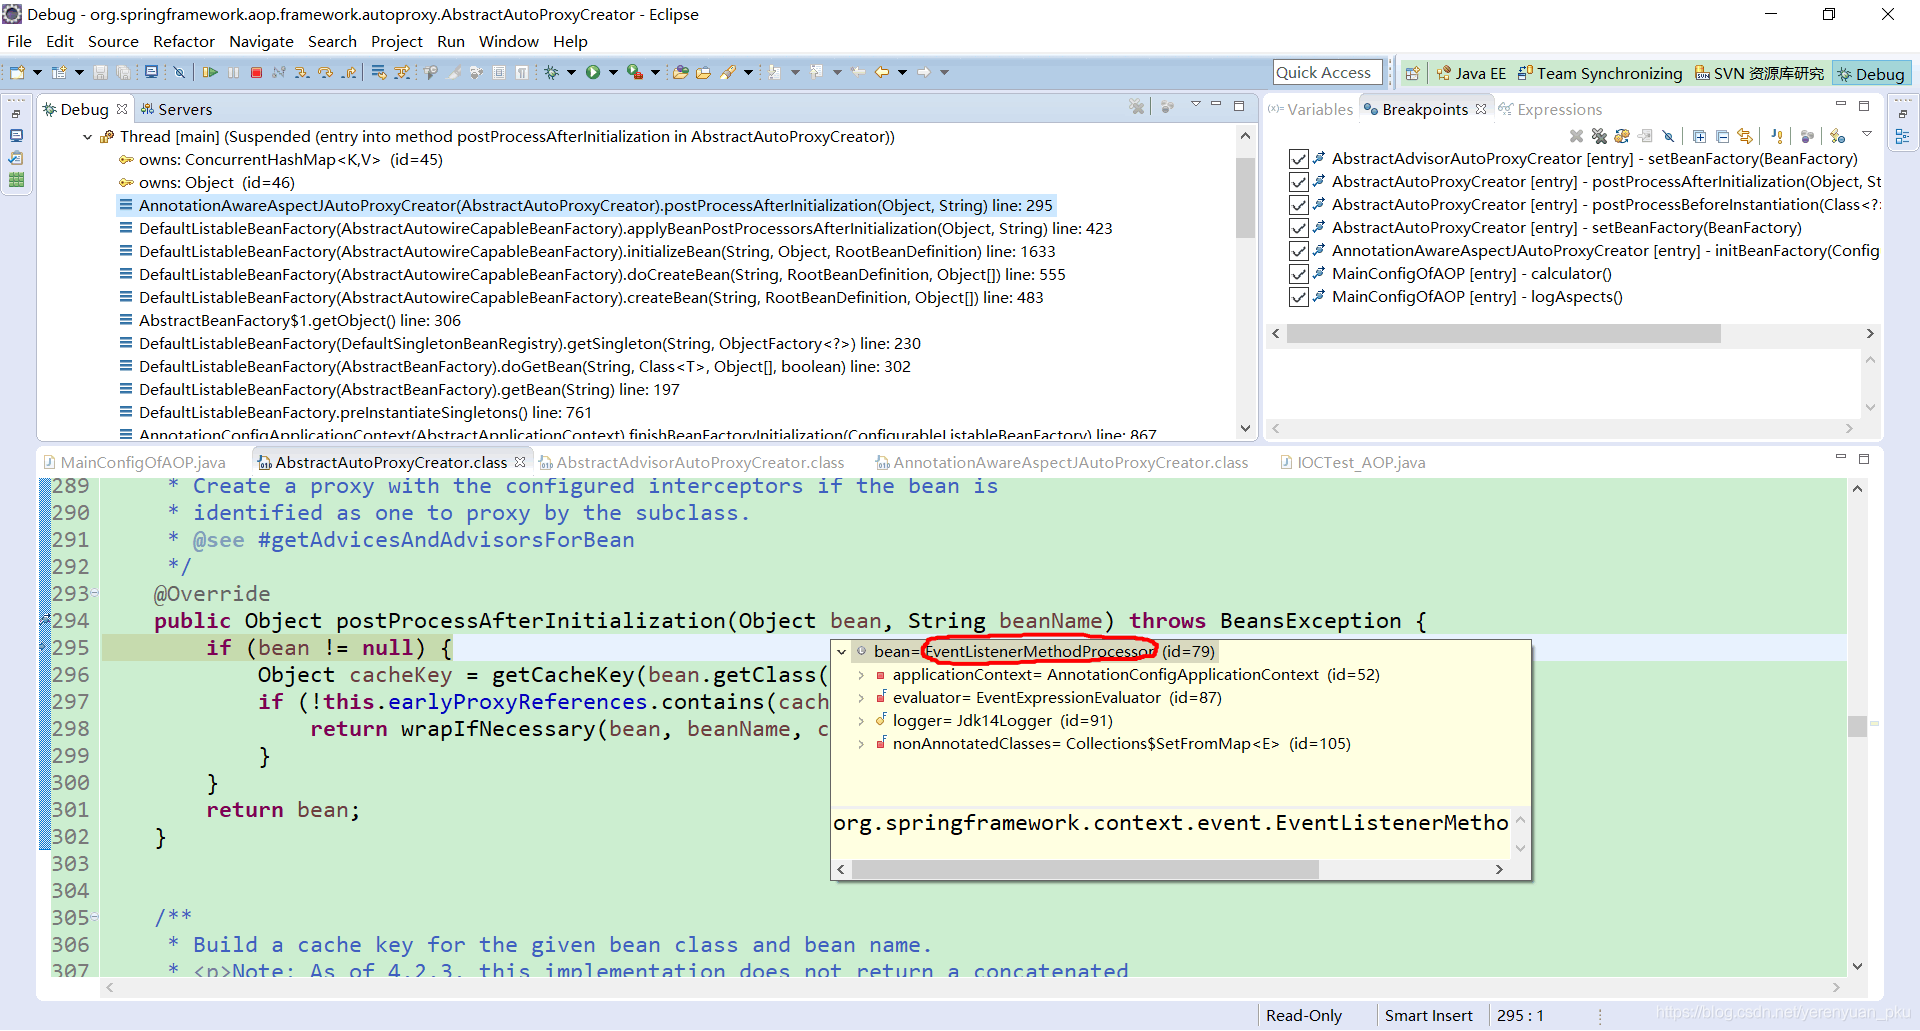 Debug - org.springframework.aop.framework.autoproxy.AbstractAutoProxyCreator - Eclipse
File Edit Source Refactor Navigate Search Project Run Window Help
Quick Access Java EE Team Synchronizing SVN 资源库研究 Debug
Debug Servers
Thread [main] (Suspended (entry into method postProcessAfterInitialization in AbstractAutoProxyCreator))
owns: ConcurrentHashMap<K,V> (id=45)
owns: Object (id=46)
AnnotationAwareAspectJAutoProxyCreator(AbstractAutoProxyCreator).postProcessAfterInitialization(Object, String) line: 295
DefaultListableBeanFactory(AbstractAutowireCapableBeanFactory).applyBeanPostProcessorsAfterInitialization(Object, String) line: 423
DefaultListableBeanFactory(AbstractAutowireCapableBeanFactory).initializeBean(String, Object, RootBeanDefinition) line: 1633
DefaultListableBeanFactory(AbstractAutowireCapableBeanFactory).doCreateBean(String, RootBeanDefinition, Object[]) line: 555
DefaultListableBeanFactory(AbstractAutowireCapableBeanFactory).createBean(String, RootBeanDefinition, Object[]) line: 483
AbstractBeanFactory$1.getObject() line: 306
DefaultListableBeanFactory(DefaultSingletonBeanRegistry).getSingleton(String, ObjectFactory<?>) line: 230
DefaultListableBeanFactory(AbstractBeanFactory).doGetBean(String, Class<T>, Object[], boolean) line: 302
DefaultListableBeanFactory(AbstractBeanFactory).getBean(String) line: 197
DefaultListableBeanFactory.preInstantiateSingletons() line: 761
AnnotationConfigApplicationContext(AbstractApplicationContext).finishBeanFactoryInitialization(ConfigurableListableBeanFactory) line: 867
(x)= Variables Breakpoints Expressions
AbstractAdvisorAutoProxyCreator [entry] - setBeanFactory(BeanFactory)
AbstractAutoProxyCreator [entry] - postProcessAfterInitialization(Object, St
AbstractAutoProxyCreator [entry] - postProcessBeforeInstantiation(Class<?>
AbstractAutoProxyCreator [entry] - setBeanFactory(BeanFactory)
AnnotationAwareAspectJAutoProxyCreator [entry] - initBeanFactory(Config
MainConfigOfAOP [entry] - calculator()
MainConfigOfAOP [entry] - logAspects()
MainConfigOfAOP.java AbstractAutoProxyCreator.class AbstractAdvisorAutoProxyCreator.class AnnotationAwareAspectJAutoProxyCreator.class IOCTest_AOP.java
289 * Create a proxy with the configured interceptors if the bean is
290 * identified as one to proxy by the subclass.
291 * @see #getAdvicesAndAdvisorsForBean
292 */
293 @Override
294 public Object postProcessAfterInitialization(Object bean, String beanName) throws BeansException {
295 if (bean != null) {
296 Object cacheKey = getCacheKey(bean.getClass(
297 if (!this.earlyProxyReferences.contains(cach
298 return wrapIfNecessary(bean, beanName, c
299 }
300 }
301 return bean;
302 }
303
304
305 /**
306 * Build a cache key for the given bean class and bean name.
307 * <p>Note: As of 4.2.3, this implementation does not return a concatenated
bean= EventListenerMethodProcessor (id=79)
applicationContext= AnnotationConfigApplicationContext (id=52)
evaluator= EventExpressionEvaluator (id=87)
logger= Jdk14Logger (id=91)
nonAnnotatedClasses= Collections$SetFromMap<E> (id=105)
org.springframework.context.event.EventListenerMetho
Read-Only Smart Insert 295 : 1
https://blog.csdn.net/yerenyuan_pku